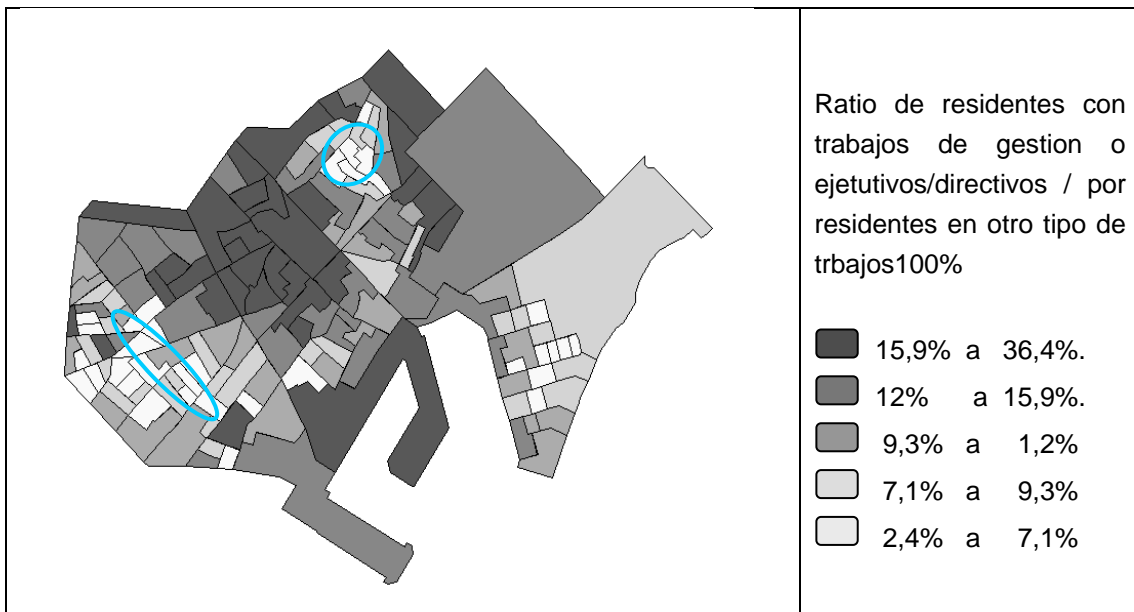 Ratio de residentes con
trabajos de gestion o
ejetutivos/directivos / por
residentes en otro tipo de
trbajos100%
15,9% a 36,4%.
12% a 15,9%.
9,3% a 1,2%
7,1% a 9,3%
2,4% a 7,1%